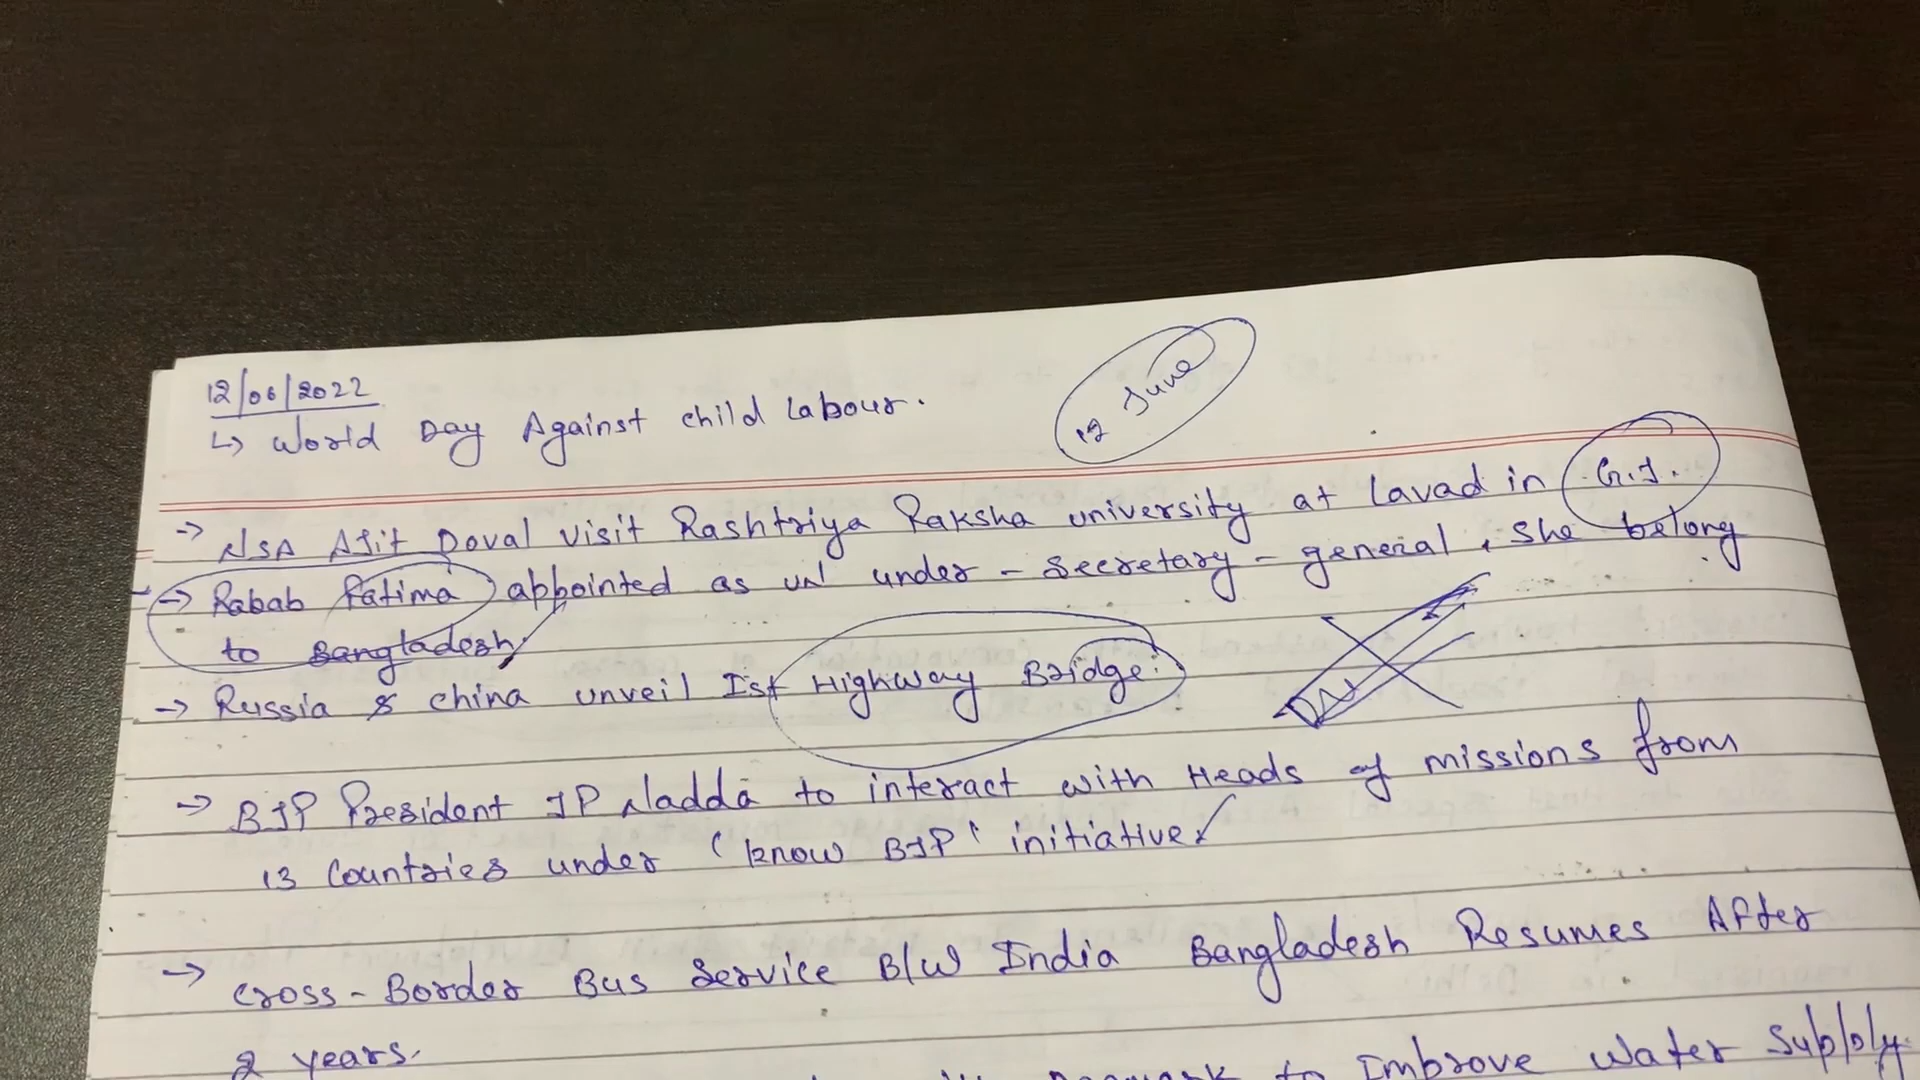 12/06/2022
↳ World Day Against child labour.
12 June
→ NSA Ajit Doval visit Rashtriya Raksha university at Lavad in G.J.
→ Rabab Fatima appointed as UN under - Secretary - general, She belong
to Bangladesh
→ Russia & china unveil Ist Highway Bridge.
→ BJP President JP Nadda to interact with Heads of missions from
13 Countries under 'know BJP' initiative
→ cross - Border Bus Service B/W India Bangladesh Resumes After
2 years.
to Improve Water Supply